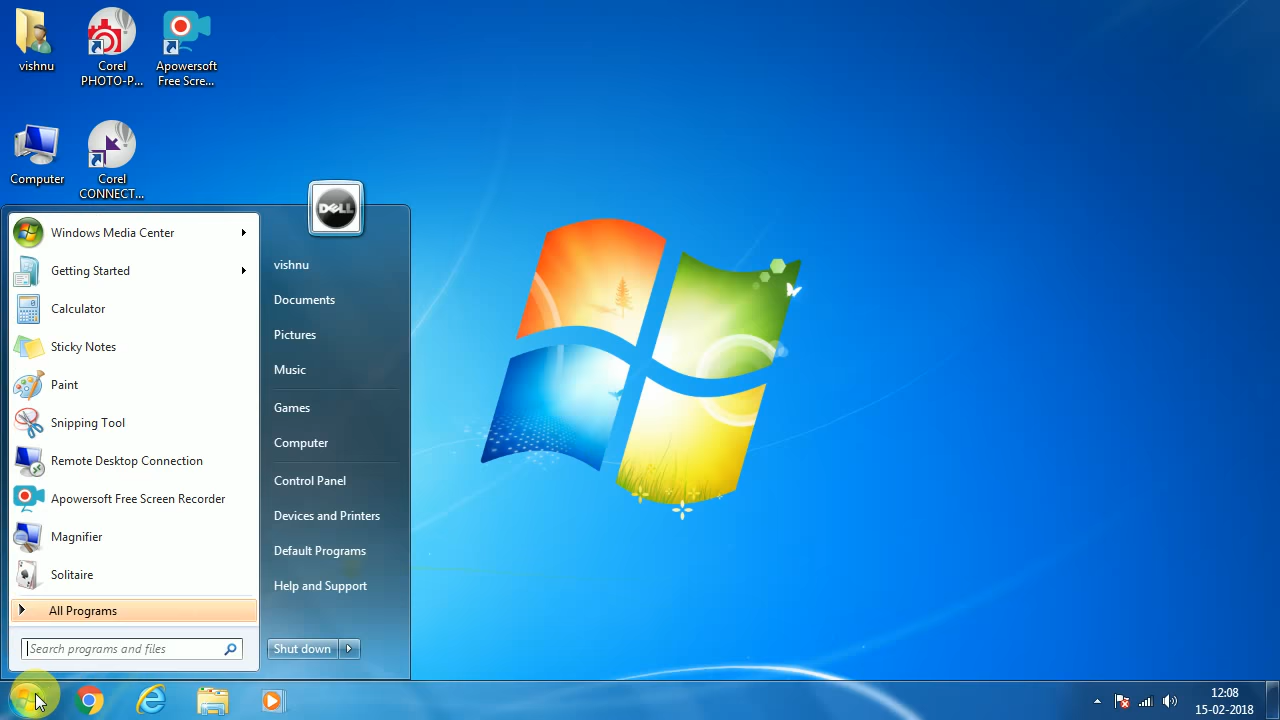 vishnu
Corel
PHOTO-P...
Apowersoft
Free Scre...
Computer
Corel
CONNECT...
DELL
Windows Media Center
Getting Started
Calculator
Sticky Notes
Paint
Snipping Tool
Remote Desktop Connection
Apowersoft Free Screen Recorder
Magnifier
Solitaire
All Programs
Search programs and files
vishnu
Documents
Pictures
Music
Games
Computer
Control Panel
Devices and Printers
Default Programs
Help and Support
Shut down
12:08
15-02-2018